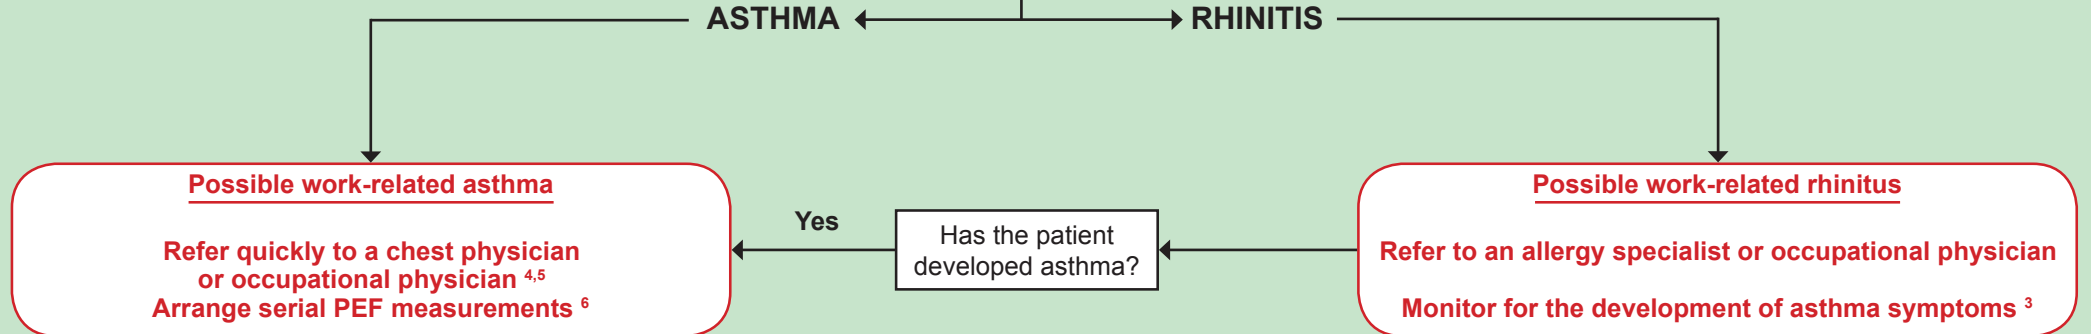 ASTHMA
RHINITIS
Possible work-related asthma
Refer quickly to a chest physician
or occupational physician 4,5
Arrange serial PEF measurements 6
Yes
Has the patient
developed asthma?
Possible work-related rhinitus
Refer to an allergy specialist or occupational physician
Monitor for the development of asthma symptoms 3